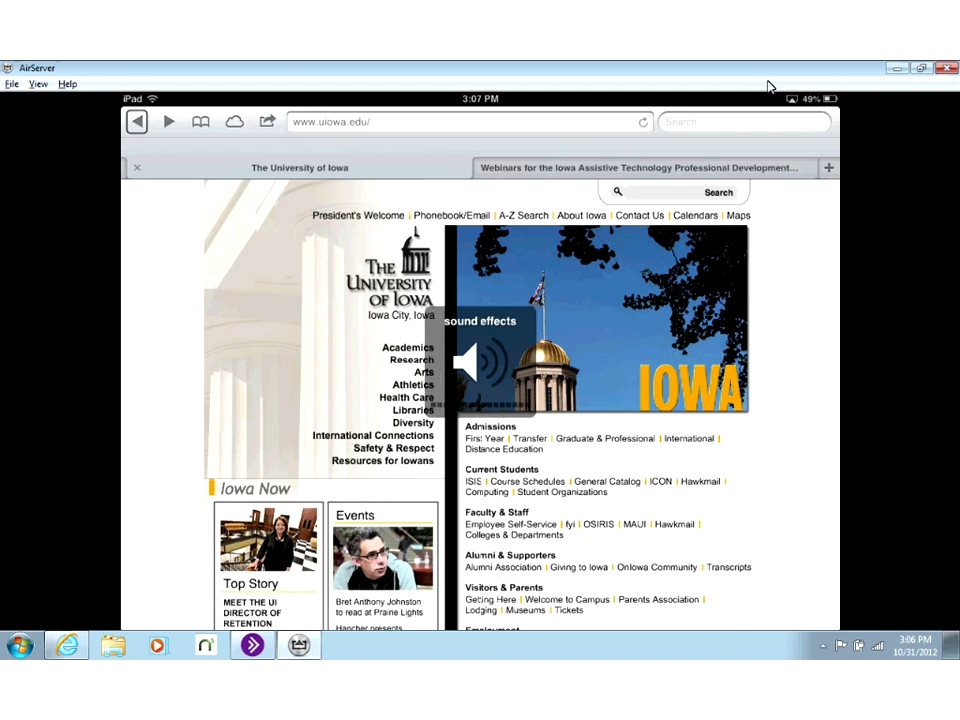 AirServer
File View Help
iPad 3:07 PM 49%
www.uiowa.edu/ Search
The University of Iowa Webinars for the Iowa Assistive Technology Professional Development...
Search
President's Welcome | Phonebook/Email | A-Z Search | About Iowa | Contact Us | Calendars | Maps
THE
UNIVERSITY
OF IOWA
Iowa City, Iowa
sound effects
Academics
Research
Arts
Athletics
Health Care
Libraries
Diversity
International Connections
Safety & Respect
Resources for Iowans
IOWA
Admissions
First Year | Transfer | Graduate & Professional | International |
Distance Education
Current Students
ISIS | Course Schedules | General Catalog | ICON | Hawkmail |
Computing | Student Organizations
Faculty & Staff
Employee Self-Service | fyi | OSIRIS | MAUI | Hawkmail |
Colleges & Departments
Alumni & Supporters
Alumni Association | Giving to Iowa | OnIowa Community | Transcripts
Visitors & Parents
Getting Here | Welcome to Campus | Parents Association |
Lodging | Museums | Tickets
Iowa Now
Top Story
MEET THE UI
DIRECTOR OF
RETENTION
Events
Bret Anthony Johnston
to read at Prairie Lights
Hancher presents
Employment
3:06 PM
10/31/2012